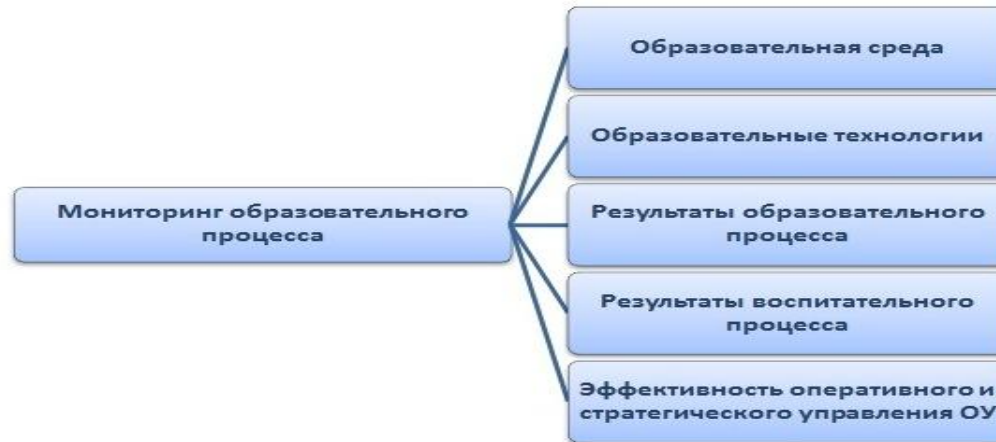 Образовательная среда
Образовательные технологии
Мониторинг образовательного
процесса
Результаты образовательного
процесса
Результаты воспитательного
процесса
Эффективность оперативного и
стратегического управления ОУ